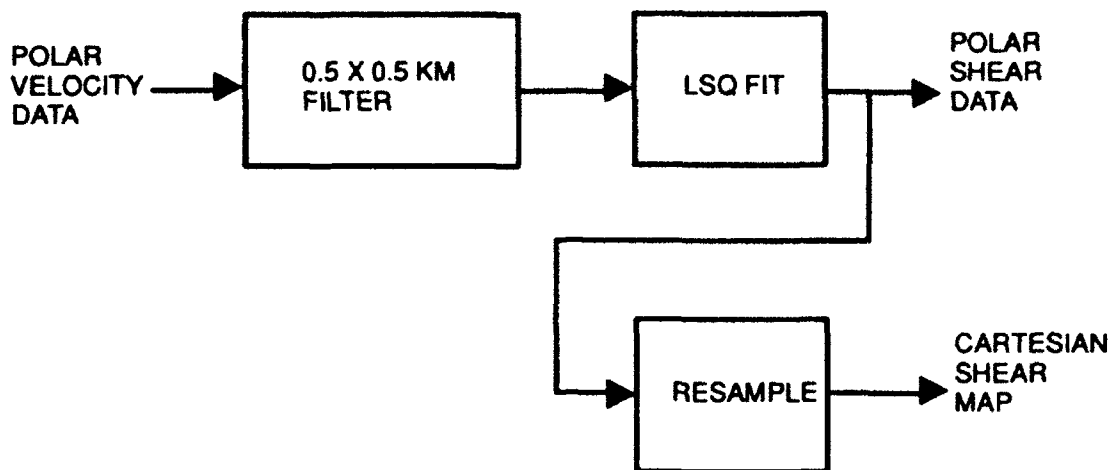 POLAR
VELOCITY
DATA
0.5 X 0.5 KM
FILTER
LSQ FIT
POLAR
SHEAR
DATA
RESAMPLE
CARTESIAN
SHEAR
MAP